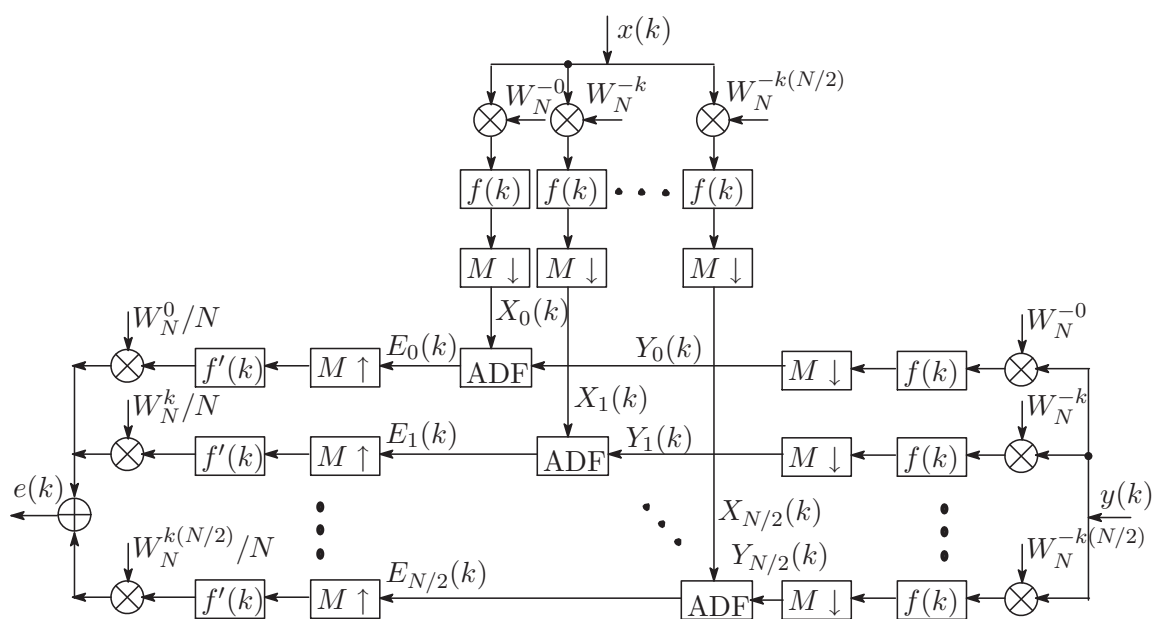 x(k)
W_N^{-0} W_N^{-k} W_N^{-k(N/2)}
f(k) f(k) f(k)
M ↓ M ↓ M ↓
X_0(k)
W_N^0/N W_N^{-0}
E_0(k) Y_0(k)
f'(k) M ↑ ADF M ↓ f(k)
W_N^k/N X_1(k) W_N^{-k}
E_1(k) Y_1(k)
f'(k) M ↑ ADF M ↓ f(k)
e(k) X_{N/2}(k) y(k)
W_N^{k(N/2)}/N Y_{N/2}(k) W_N^{-k(N/2)}
E_{N/2}(k)
f'(k) M ↑ ADF M ↓ f(k)